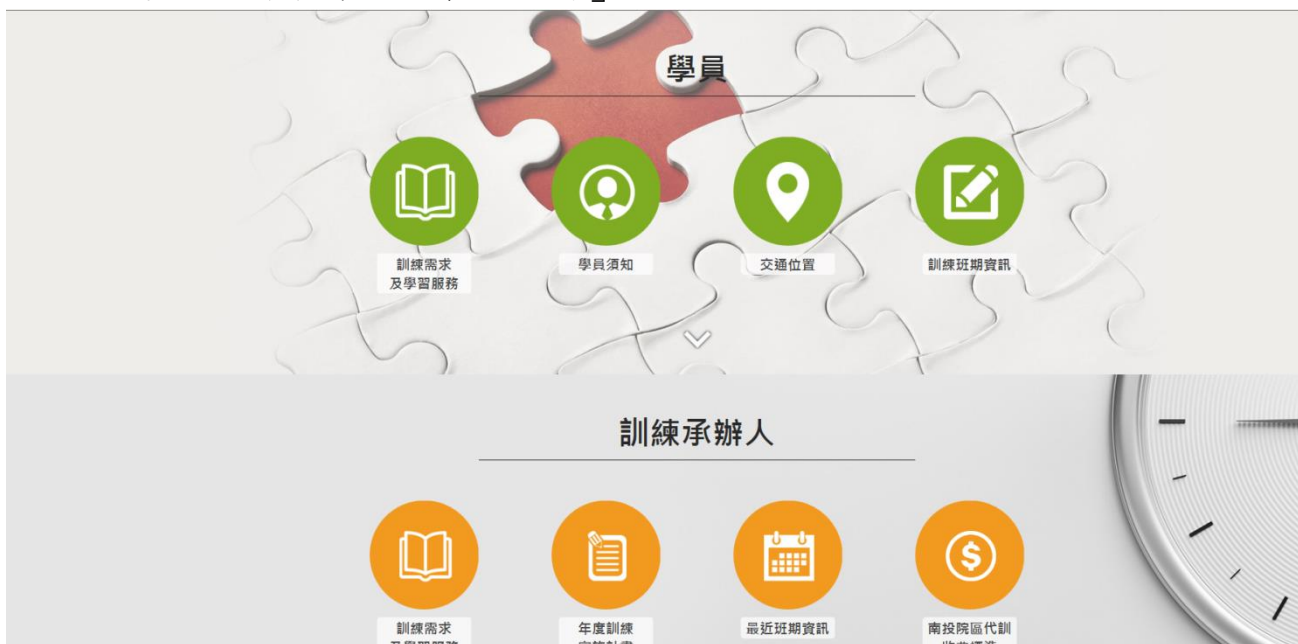 學員
訓練需求
及學習服務
學員須知
交通位置
訓練班期資訊
訓練承辦人
訓練需求
年度訓練
最近班期資訊
南投院區代訓